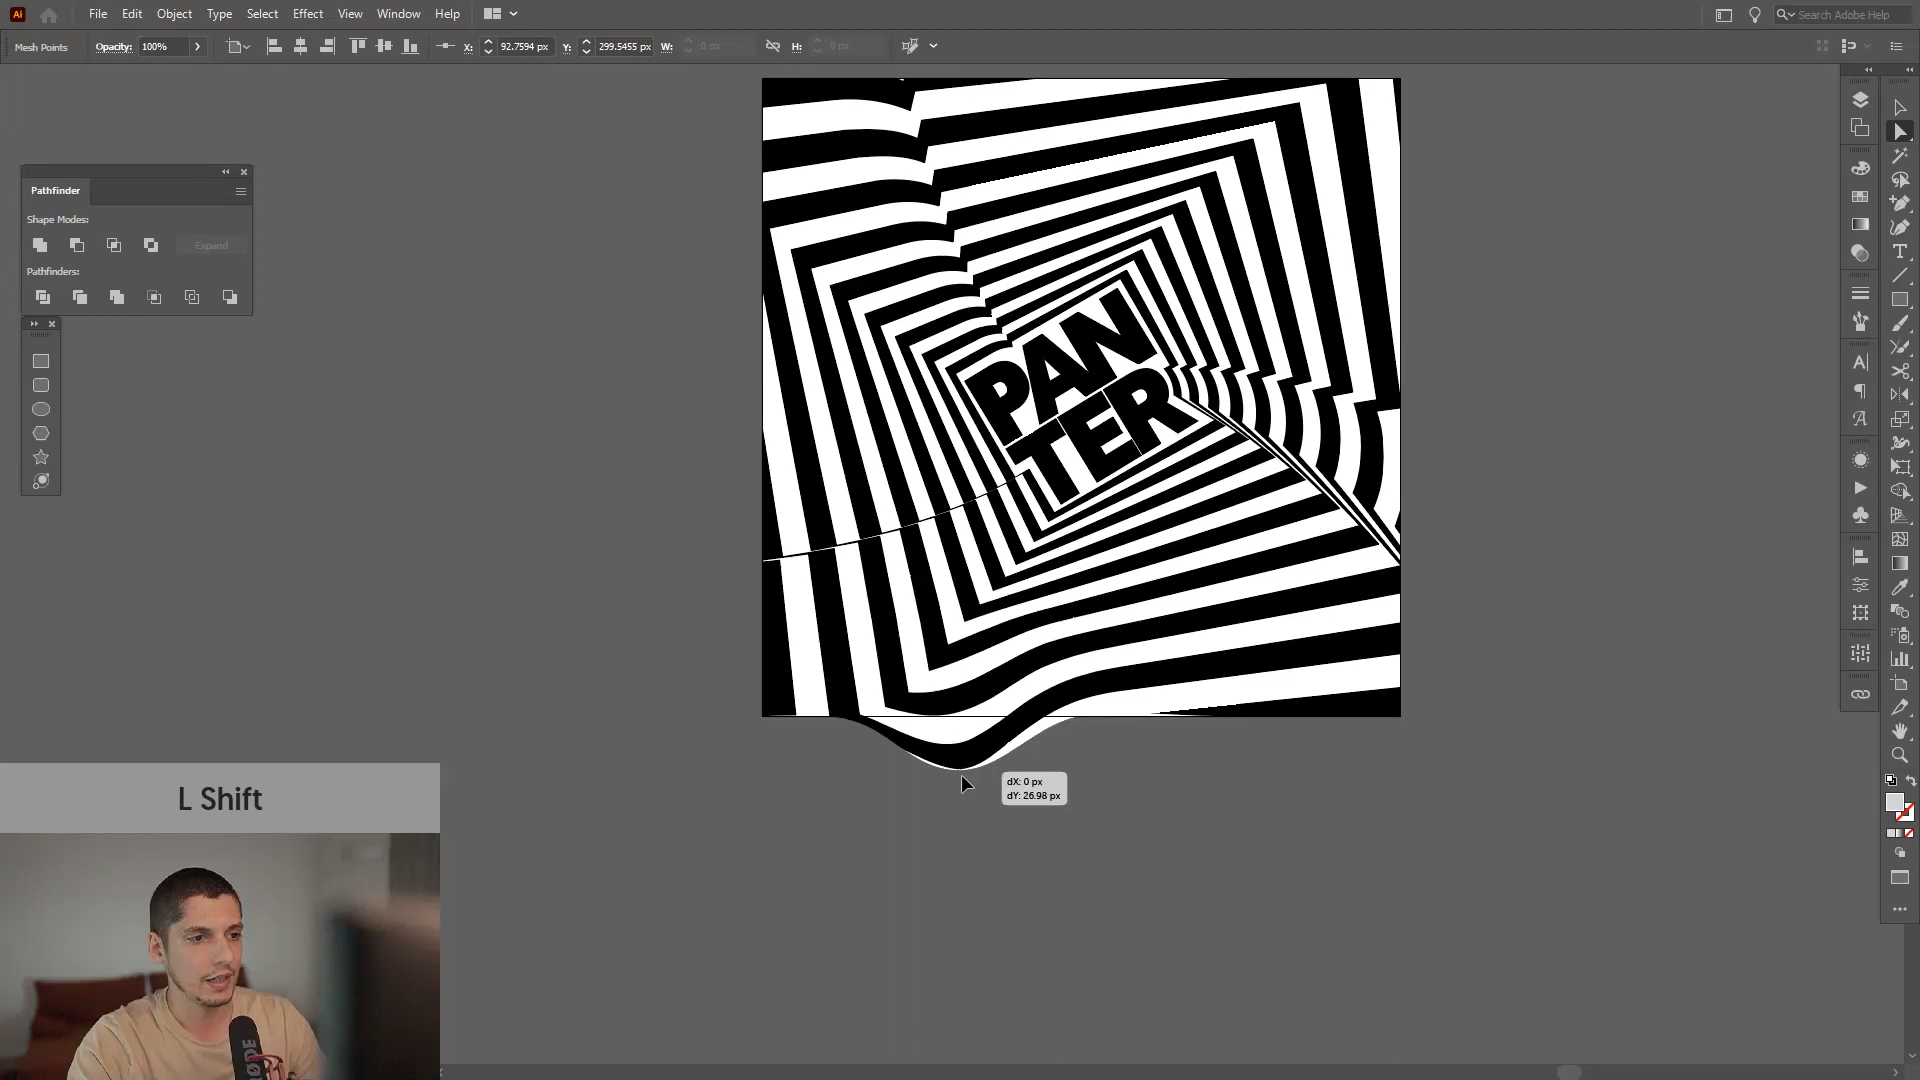 Ai File Edit Object Type Select Effect View Window Help Search Adobe Help
Mesh Points Opacity: 100% X: 92.7594 px Y: 299.5455 px W: 0 px H: 0 px
Pathfinder
Shape Modes:
Expand
Pathfinders:
PAN
TER
dX: 0 px
dY: 26.98 px
L Shift
RØDE